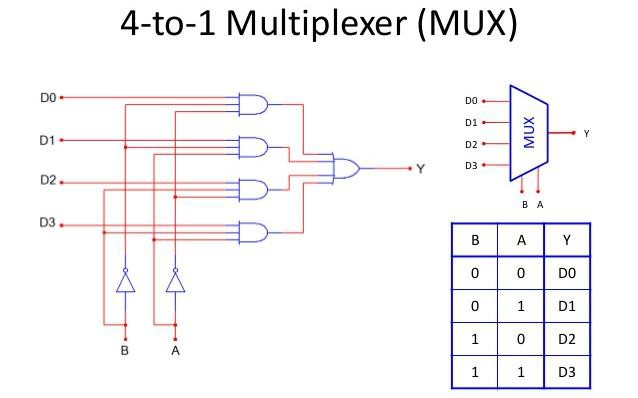 4-to-1 Multiplexer (MUX)
D0
D1
D2
D3
Y
B A
D0
D1
D2
D3
MUX
Y
B A
B A Y
0 0 D0
0 1 D1
1 0 D2
1 1 D3